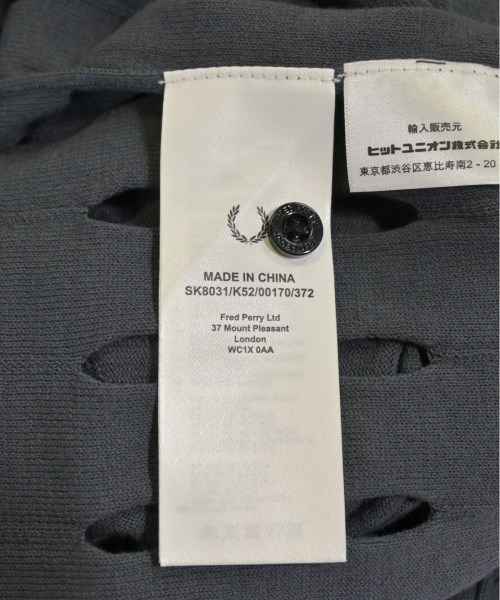 MADE IN CHINA
SK8031/K52/00170/372
Fred Perry Ltd
37 Mount Pleasant
London
WC1X 0AA
輸入販売元
ヒットユニオン株式会社
東京都渋谷区恵比寿南2-20